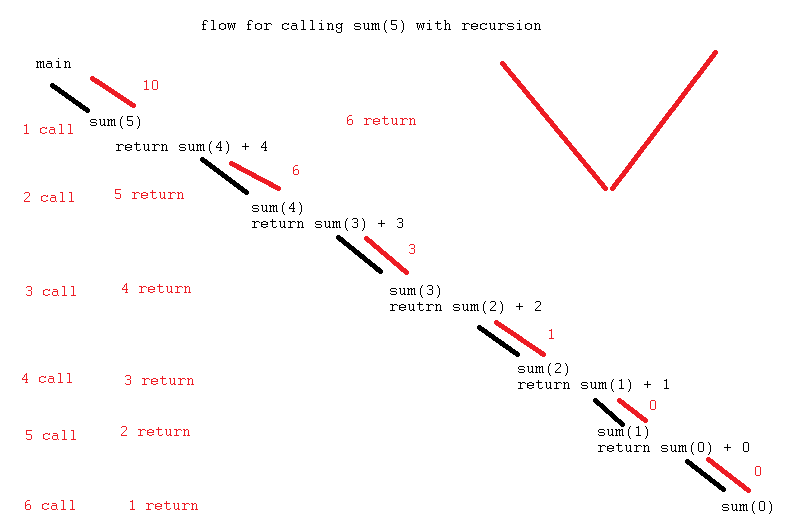 flow for calling sum(5) with recursion
main
10
sum(5)
1 call
6 return
return sum(4) + 4
6
2 call
5 return
sum(4)
return sum(3) + 3
3
3 call
4 return
sum(3)
reutrn sum(2) + 2
1
sum(2)
4 call
3 return
return sum(1) + 1
0
5 call
2 return
sum(1)
return sum(0) + 0
0
6 call
1 return
sum(0)